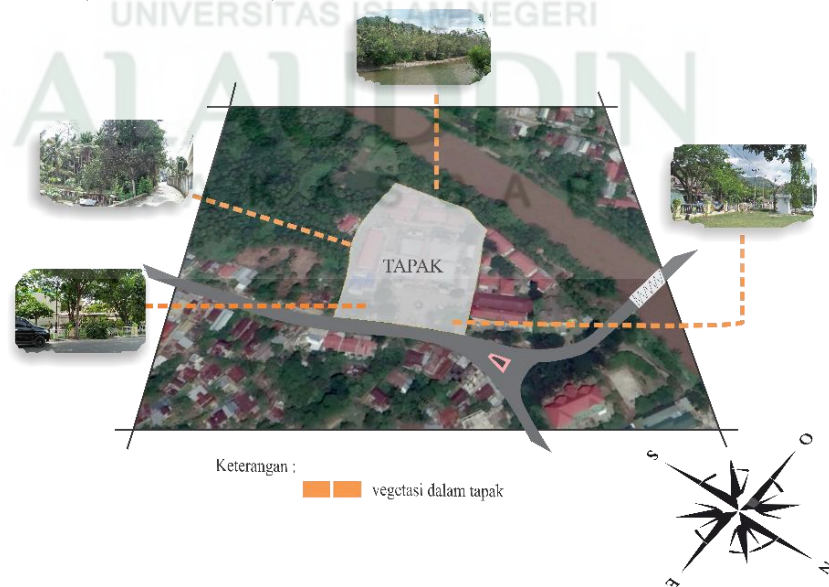 UNIVERSITAS ISLAM NEGERI
ALAUDDIN
M A S S A R
TAPAK
Keterangan :
vegetasi dalam tapak
S
O
E
N